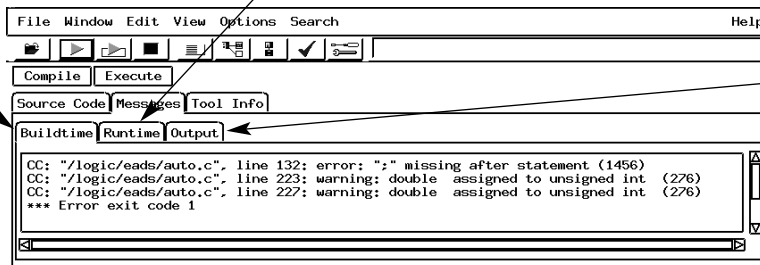 File Window Edit View Options Search Help
Compile Execute
Source Code Messages Tool Info
Buildtime Runtime Output
CC: "/logic/eads/auto.c", line 132: error: ";" missing after statement (1456)
CC: "/logic/eads/auto.c", line 223: warning: double  assigned to unsigned int  (276)
CC: "/logic/eads/auto.c", line 227: warning: double  assigned to unsigned int  (276)
*** Error exit code 1